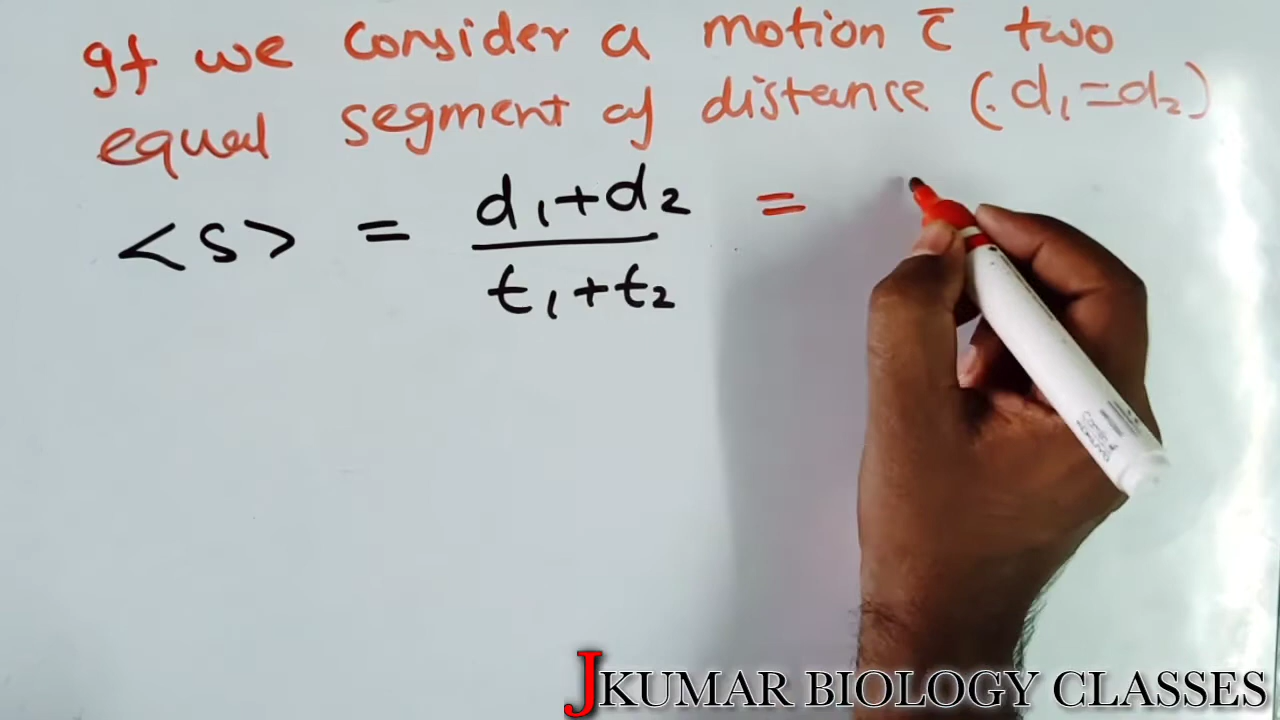 If we consider a motion c̄ two
equal segment of distance (. d₁=d₂)
<s> = d₁+d₂ / t₁+t₂ =
JKUMAR BIOLOGY CLASSES